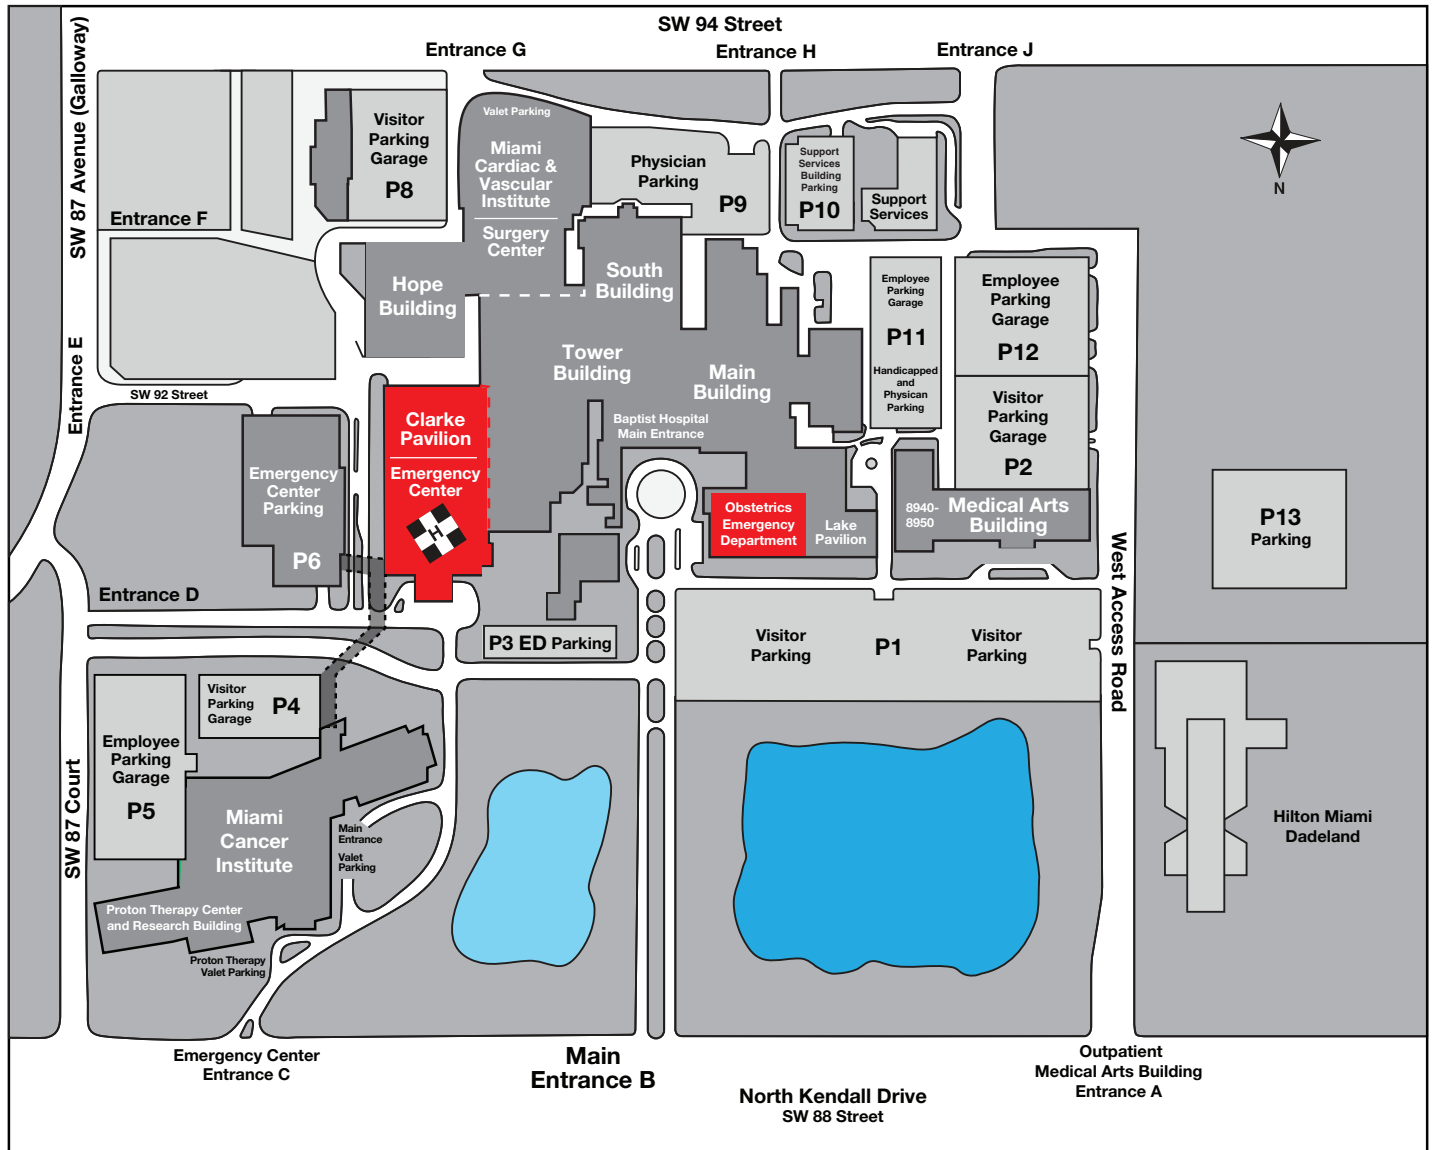 SW 94 Street
Entrance G
Entrance H
Entrance J
SW 87 Avenue (Galloway)
Visitor
Parking
Garage
P8
Valet Parking
Miami
Cardiac &
Vascular
Institute
Surgery
Center
Physician
Parking
P9
Support
Services
Building
Parking
P10
Support
Services
N
Entrance F
Hope
Building
South
Building
Employee
Parking
Garage
P11
Handicapped
and
Physican
Parking
Employee
Parking
Garage
P12
Tower
Building
Main
Building
Visitor
Parking
Garage
P2
Entrance E
SW 92 Street
Clarke
Pavilion
Emergency
Center
H
Baptist Hospital
Main Entrance
Emergency
Center
Parking
P6
Obstetrics
Emergency
Department
Lake
Pavilion
8940-
8950
Medical Arts
Building
P13
Parking
West Access Road
Entrance D
P3 ED Parking
Visitor
Parking
P1
Visitor
Parking
Visitor
Parking
Garage
P4
Employee
Parking
Garage
P5
SW 87 Court
Miami
Cancer
Institute
Main
Entrance
Valet
Parking
Hilton Miami
Dadeland
Proton Therapy Center
and Research Building
Proton Therapy
Valet Parking
Emergency Center
Entrance C
Main
Entrance B
Outpatient
Medical Arts Building
Entrance A
North Kendall Drive
SW 88 Street